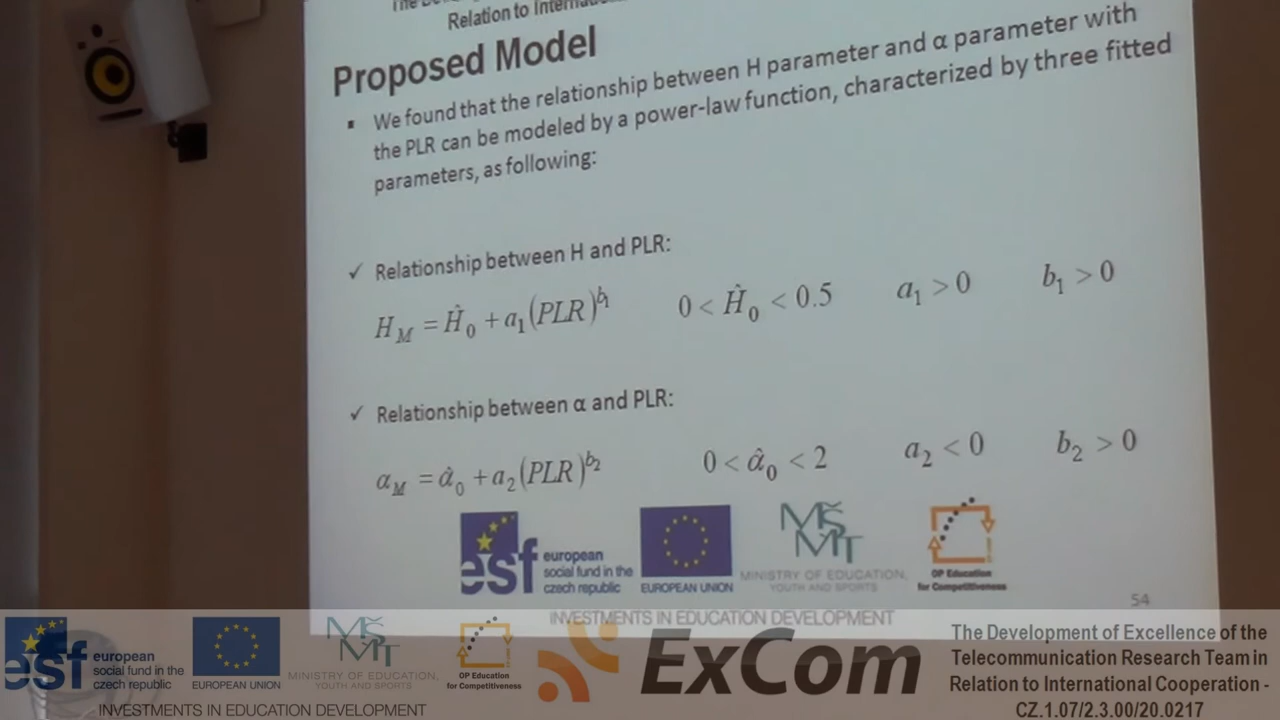 Relation to
Proposed Model
▪ We found that the relationship between H parameter and α parameter with
the PLR can be modeled by a power-law function, characterized by three fitted
parameters, as following:
✓ Relationship between H and PLR:
H_M = Ĥ_0 + a_1(PLR)^{b_1} 0 < Ĥ_0 < 0.5 a_1 > 0 b_1 > 0
✓ Relationship between α and PLR:
α_M = α̂_0 + a_2(PLR)^{b_2} 0 < α̂_0 < 2 a_2 < 0 b_2 > 0
esf european
social fund in the
czech republic
EUROPEAN UNION
MŠMT
MINISTRY OF EDUCATION,
YOUTH AND SPORTS
OP Education
for Competitiveness
54
INVESTMENTS IN EDUCATION DEVELOPMENT
esf european
social fund in the
czech republic
EUROPEAN UNION
MŠMT
MINISTRY OF EDUCATION,
YOUTH AND SPORTS
OP Education
for Competitiveness
INVESTMENTS IN EDUCATION DEVELOPMENT
ExCom
The Development of Excellence of the
Telecommunication Research Team in
Relation to International Cooperation -
CZ.1.07/2.3.00/20.0217